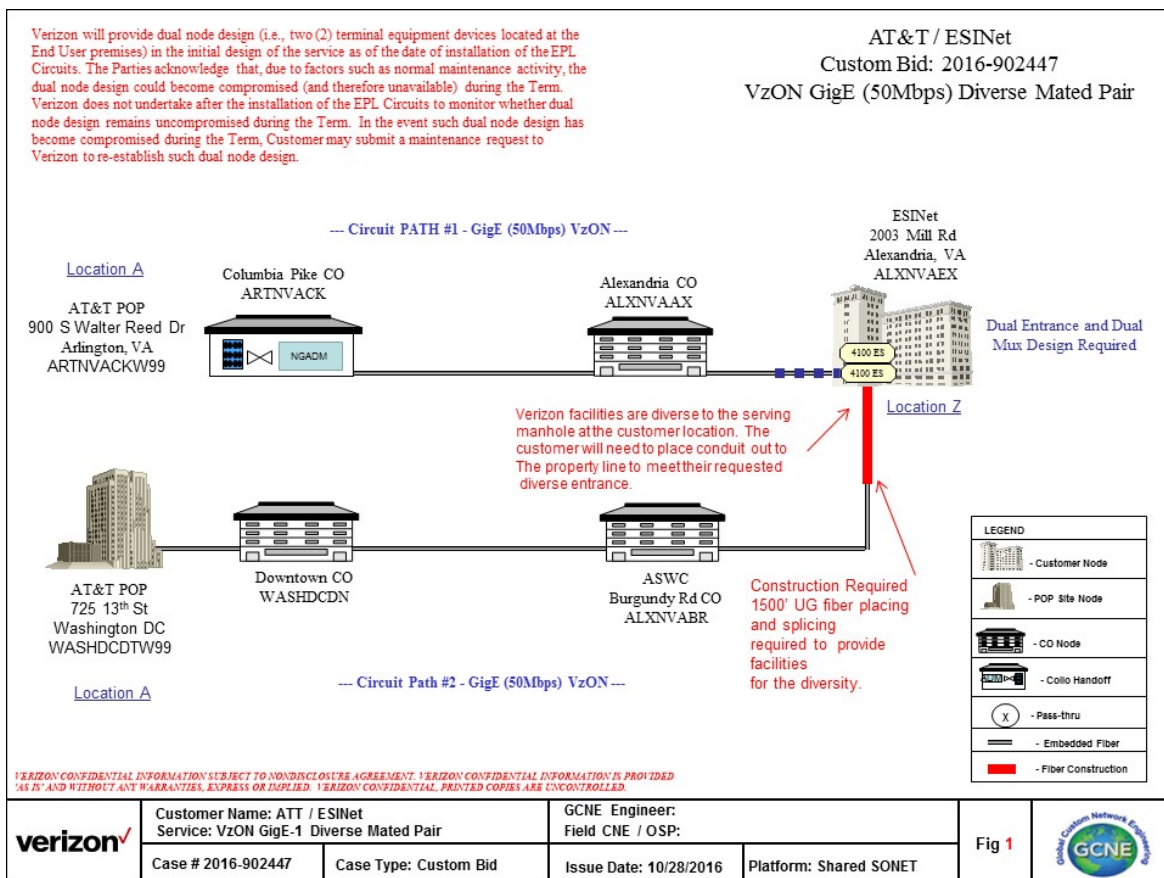 Verizon will provide dual node design (i.e., two (2) terminal equipment devices located at the
End User premises) in the initial design of the service as of the date of installation of the EPL
Circuits. The Parties acknowledge that, due to factors such as normal maintenance activity, the
dual node design could become compromised (and therefore unavailable) during the Term.
Verizon does not undertake after the installation of the EPL Circuits to monitor whether dual
node design remains uncompromised during the Term. In the event such dual node design has
become compromised during the Term, Customer may submit a maintenance request to
Verizon to re-establish such dual node design.
AT&T / ESINet
Custom Bid: 2016-902447
VzON GigE (50Mbps) Diverse Mated Pair
--- Circuit PATH #1 - GigE (50Mbps) VzON ---
Location A
AT&T POP
900 S Walter Reed Dr
Arlington, VA
ARTNVACKW99
Columbia Pike CO
ARTNVACK
NGADM
Alexandria CO
ALXNVAAX
ESINet
2003 Mill Rd
Alexandria, VA
ALXNVAEX
4100 ES
4100 ES
Dual Entrance and Dual
Mux Design Required
Location Z
Verizon facilities are diverse to the serving
manhole at the customer location. The
customer will need to place conduit out to
The property line to meet their requested
diverse entrance.
AT&T POP
725 13th St
Washington DC
WASHDCDTW99
Location A
Downtown CO
WASHDCDN
ASWC
Burgundy Rd CO
ALXNVABR
Construction Required
1500' UG fiber placing
and splicing
required to provide
facilities
for the diversity.
--- Circuit Path #2 - GigE (50Mbps) VzON ---
LEGEND
- Customer Node
- POP Site Node
- CO Node
- Collo Handoff
X
- Pass-thru
- Embedded Fiber
- Fiber Construction
VERIZON CONFIDENTIAL INFORMATION SUBJECT TO NONDISCLOSURE AGREEMENT. VERIZON CONFIDENTIAL INFORMATION IS PROVIDED
'AS IS' AND WITHOUT ANY WARRANTIES, EXPRESS OR IMPLIED. VERIZON CONFIDENTIAL, PRINTED COPIES ARE UNCONTROLLED.
verizon
Customer Name: ATT / ESINet
Service: VzON GigE-1 Diverse Mated Pair
GCNE Engineer:
Field CNE / OSP:
Case # 2016-902447
Case Type: Custom Bid
Issue Date: 10/28/2016
Platform: Shared SONET
Fig 1
Global Custom Network Engineering
GCNE